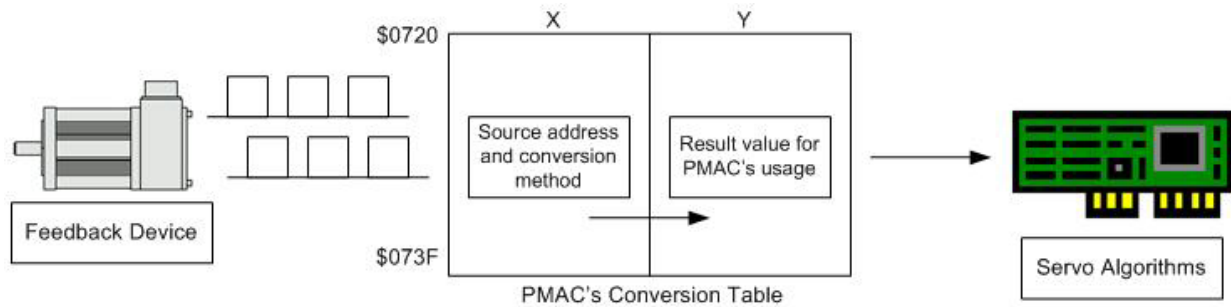 X
Y
$0720
Source address
and conversion
method
Result value for
PMAC's usage
Feedback Device
$073F
Servo Algorithms
PMAC's Conversion Table